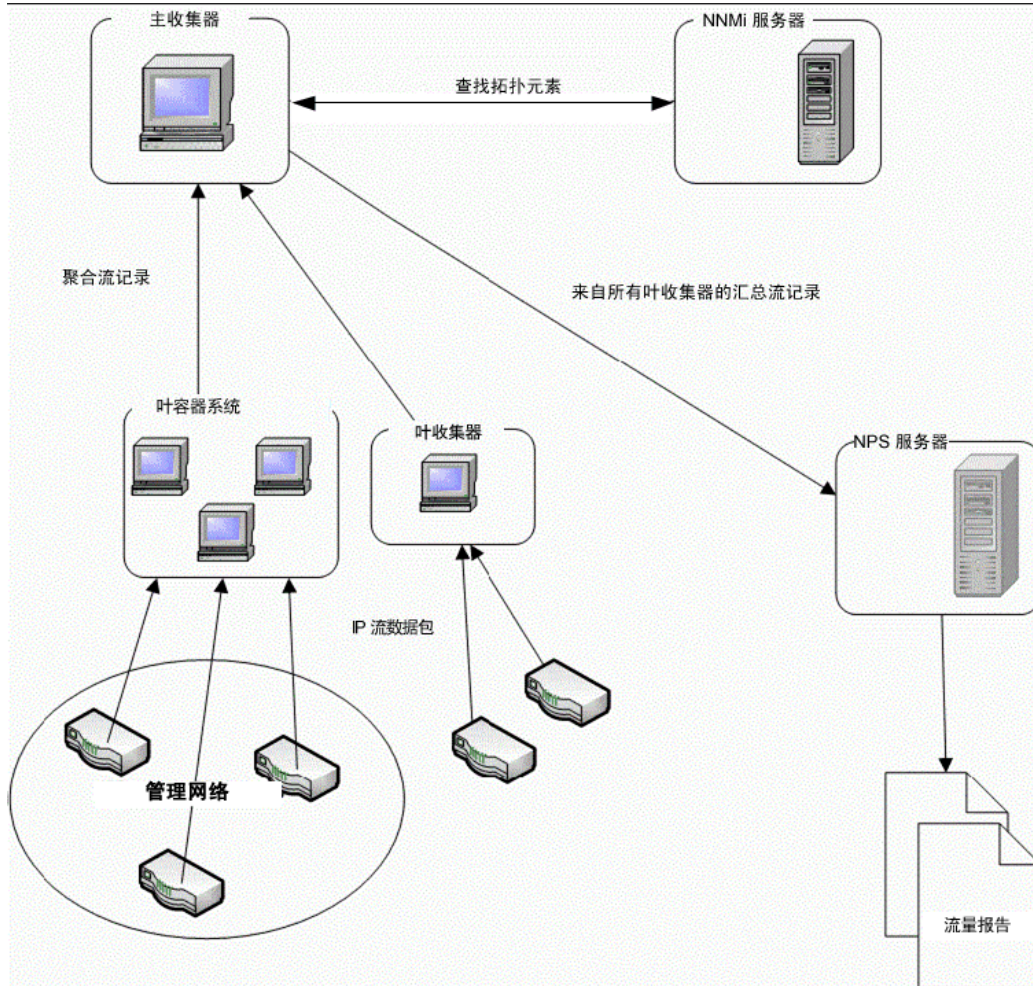 主收集器
NNMi 服务器
查找拓扑元素
聚合流记录
来自所有叶收集器的汇总流记录
叶容器系统
叶收集器
NPS 服务器
IP 流数据包
管理网络
流量报告